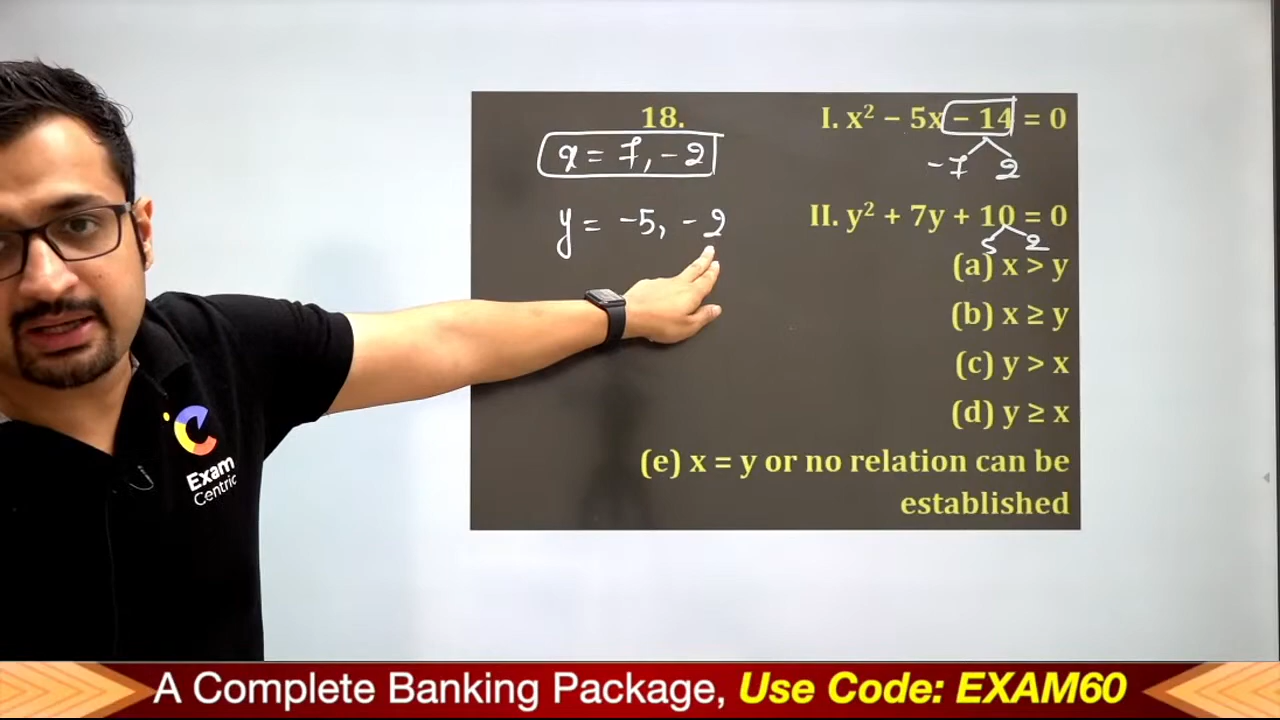 18.
I. x² − 5x − 14 = 0
x = 7, -2
-7 2
y = -5, -2
II. y² + 7y + 10 = 0
5 2
(a) x > y
(b) x ≥ y
(c) y > x
(d) y ≥ x
(e) x = y or no relation can be
established
Exam
Centric
A Complete Banking Package, Use Code: EXAM60